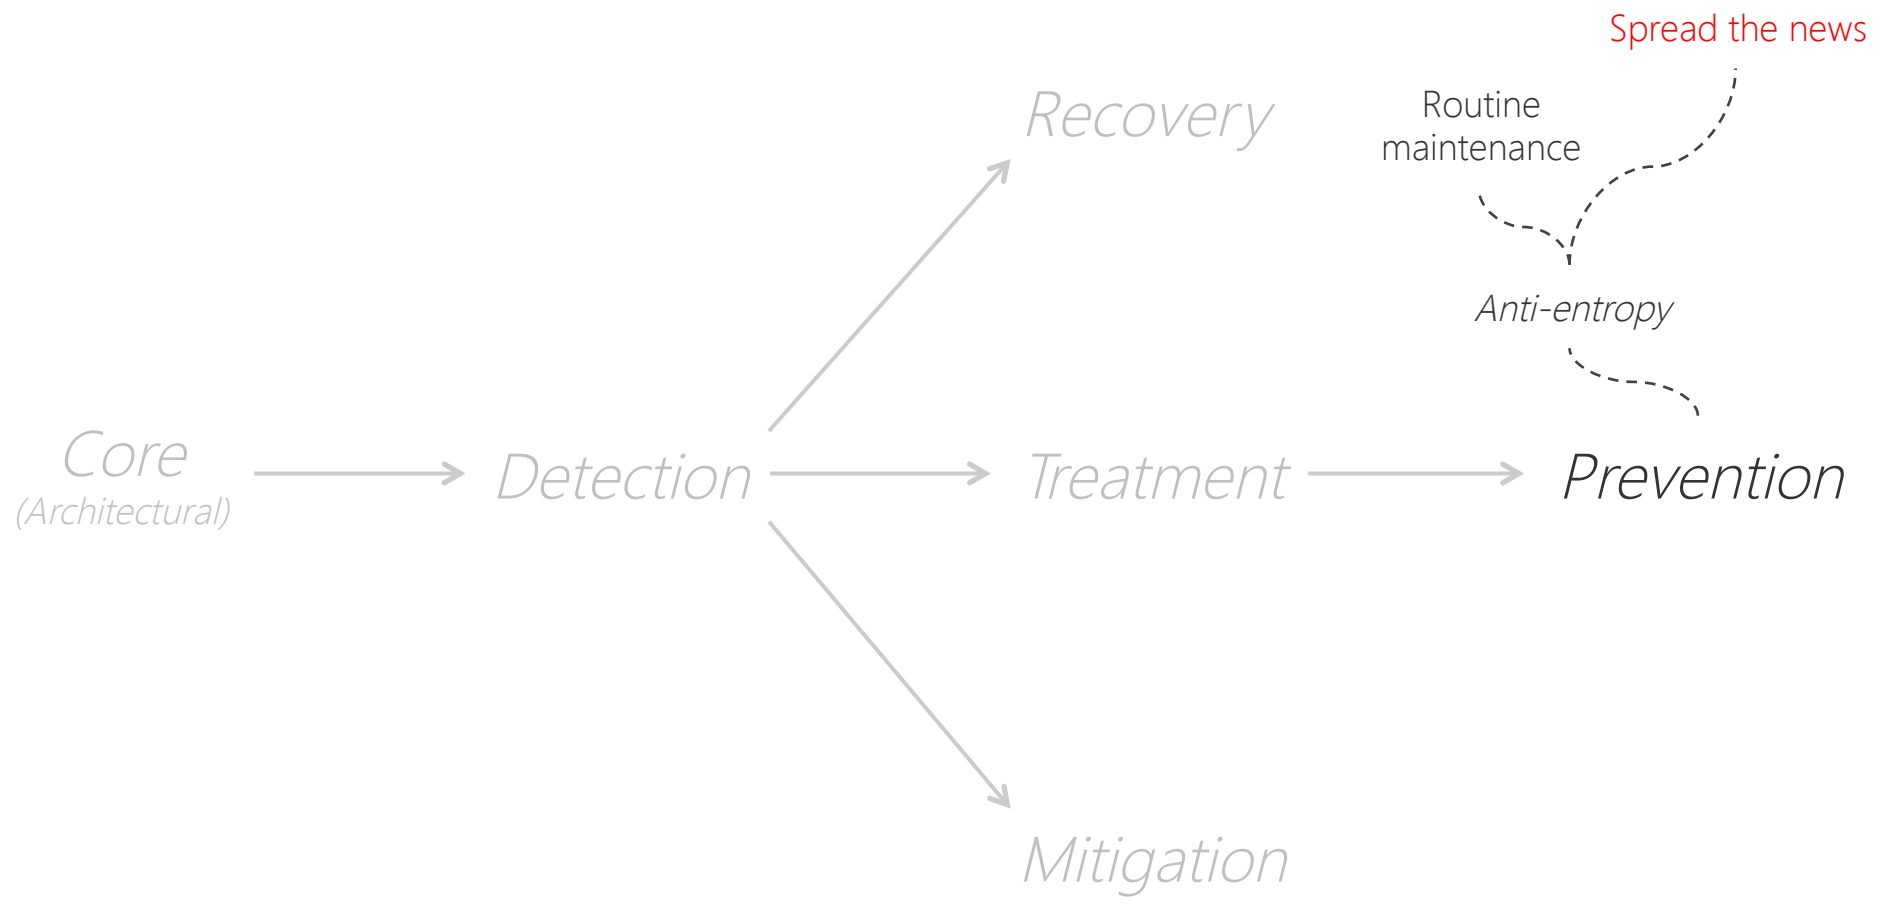 Spread the news
Routine
maintenance
Recovery
Anti-entropy
Core
(Architectural)
Detection
Treatment
Prevention
Mitigation